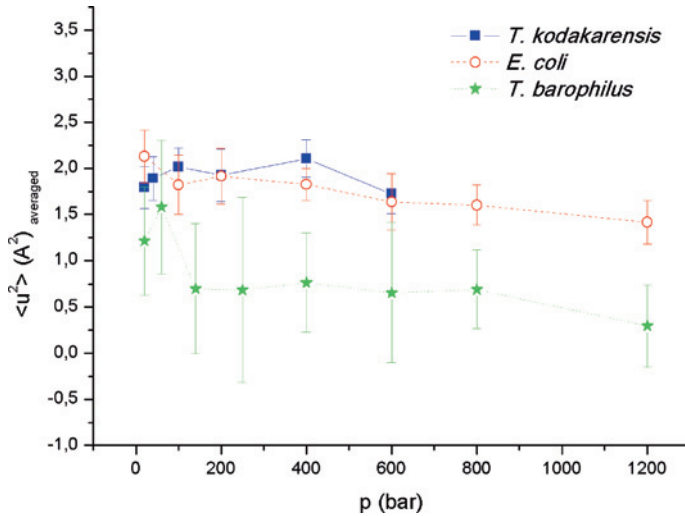 3,5
3,0
2,5
2,0
1,5
1,0
0,5
0,0
-0,5
-1,0
<u²> (A²) averaged
T. kodakarensis
E. coli
T. barophilus
0 200 400 600 800 1000 1200
p (bar)